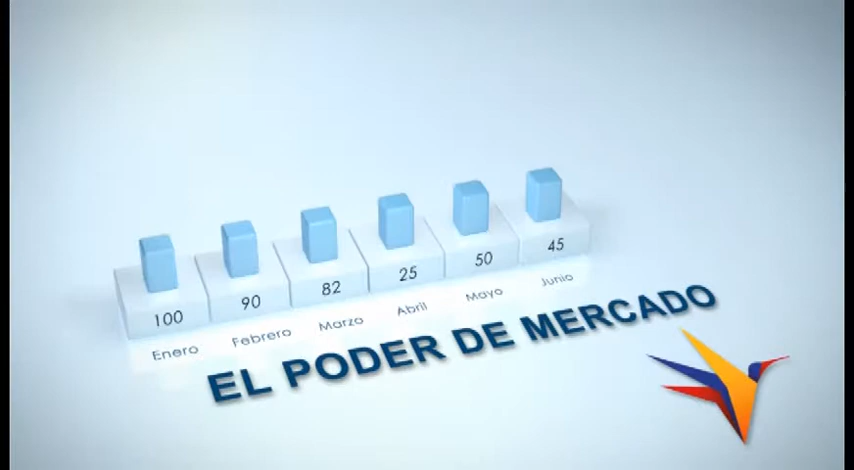 100 90 82 25 50 45
Enero Febrero Marzo Abril Mayo Junio
EL PODER DE MERCADO